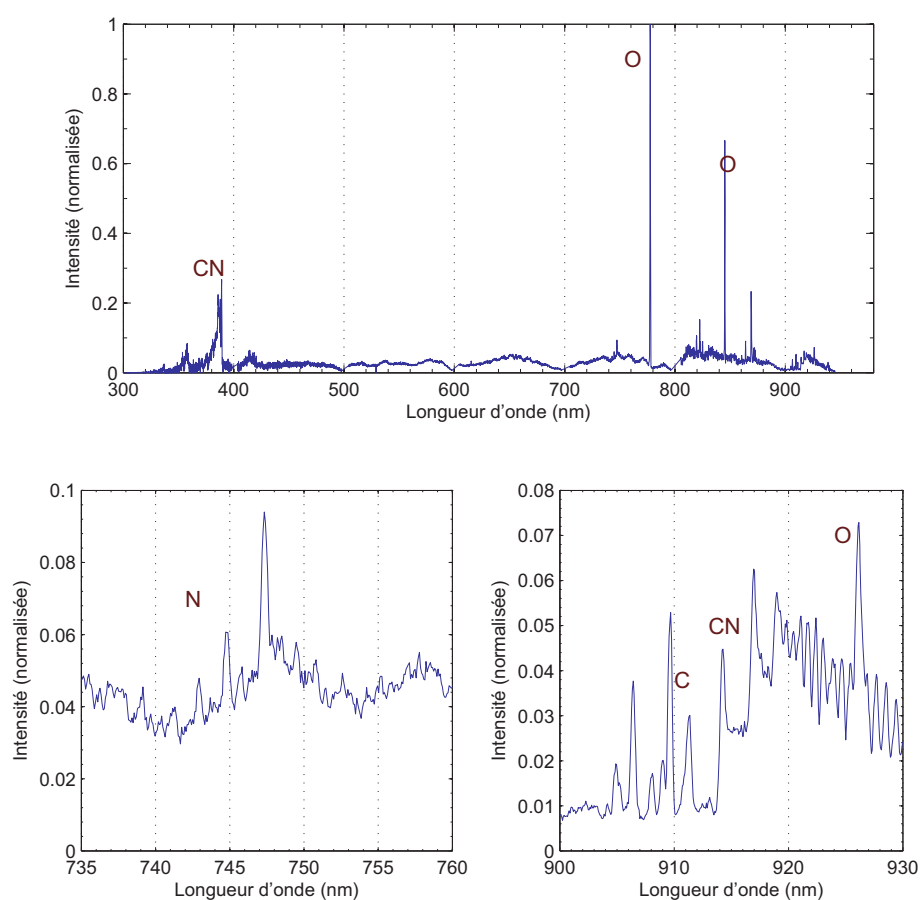 1
0.8
0.6
0.4
0.2
0
Intensité (normalisée)
O
O
CN
300 400 500 600 700 800 900
Longueur d'onde (nm)
0.1
0.08
0.06
0.04
0.02
0
Intensité (normalisée)
N
735 740 745 750 755 760
Longueur d'onde (nm)
0.08
0.07
0.06
0.05
0.04
0.03
0.02
0.01
0
Intensité (normalisée)
O
CN
C
900 910 920 930
Longueur d'onde (nm)